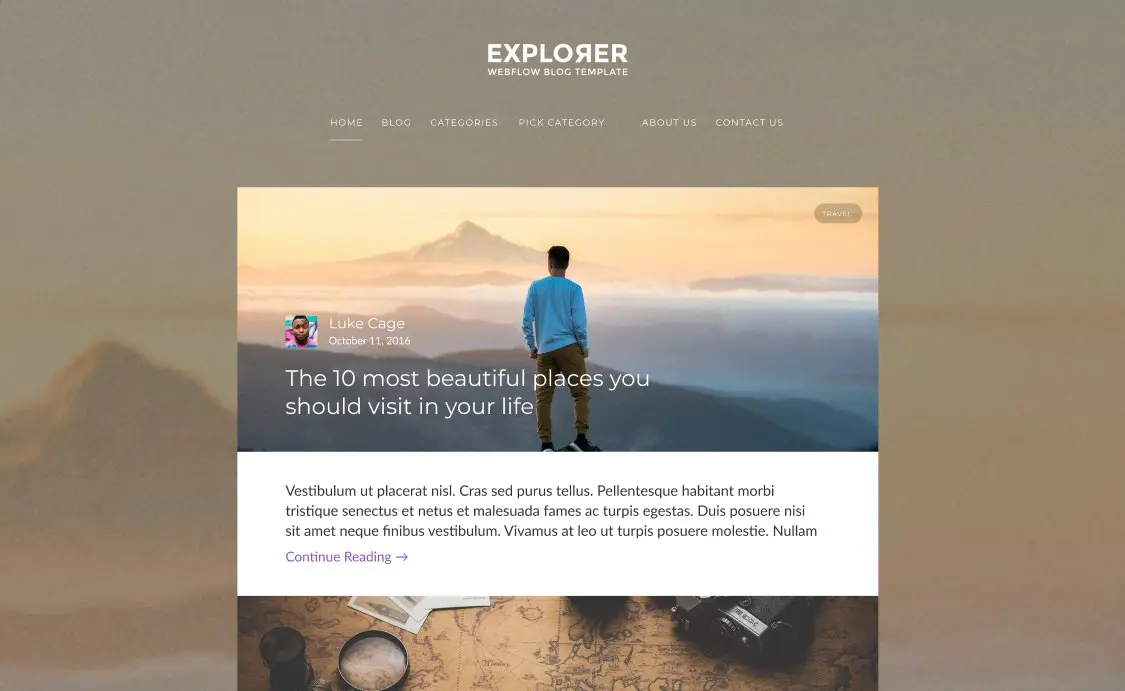 EXPLOЯER
WEBFLOW BLOG TEMPLATE
HOME BLOG CATEGORIES PICK CATEGORY ABOUT US CONTACT US
TRAVEL
Luke Cage
October 11, 2016
The 10 most beautiful places you
should visit in your life
Vestibulum ut placerat nisl. Cras sed purus tellus. Pellentesque habitant morbi
tristique senectus et netus et malesuada fames ac turpis egestas. Duis posuere nisi
sit amet neque finibus vestibulum. Vivamus at leo ut turpis posuere molestie. Nullam
Continue Reading →